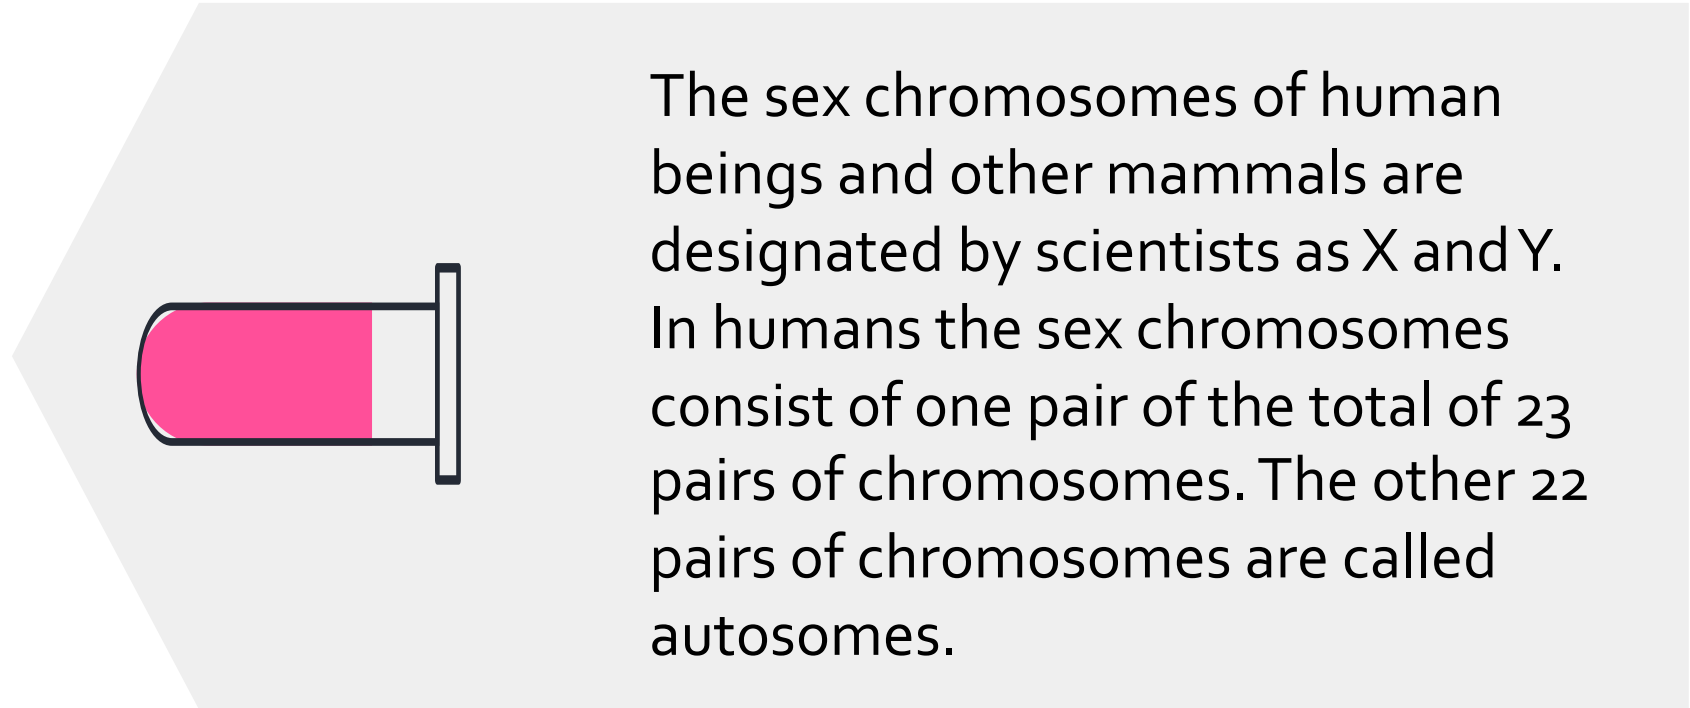 The sex chromosomes of human
beings and other mammals are
designated by scientists as X and Y.
In humans the sex chromosomes
consist of one pair of the total of 23
pairs of chromosomes. The other 22
pairs of chromosomes are called
autosomes.